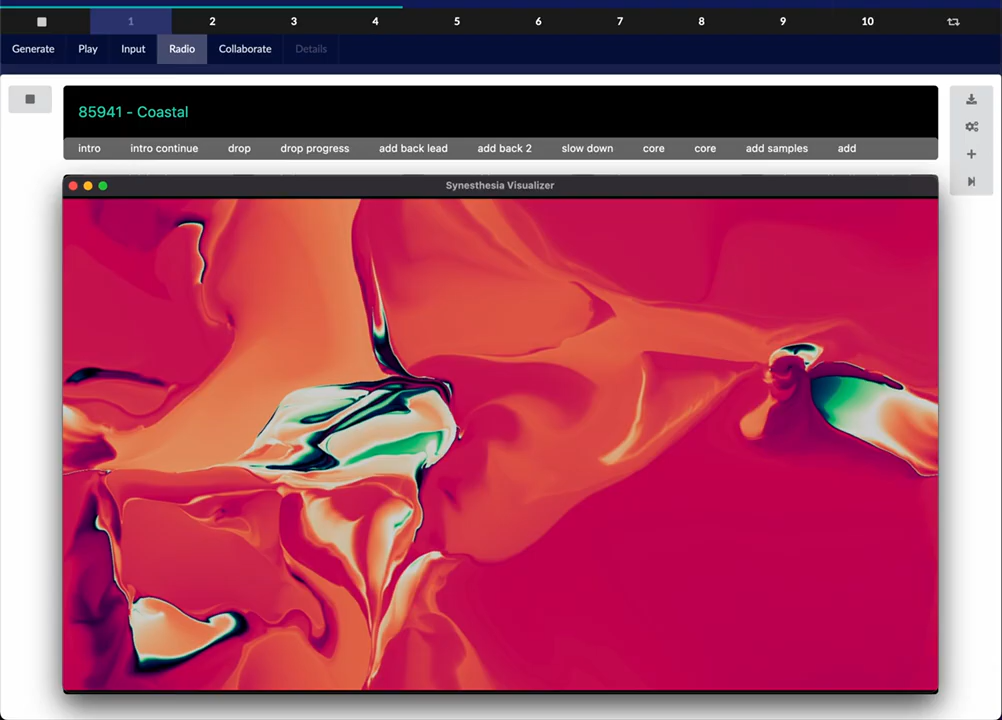 1 2 3 4 5 6 7 8 9 10
Generate Play Input Radio Collaborate Details
85941 - Coastal
intro intro continue drop drop progress add back lead add back 2 slow down core core add samples add
Synesthesia Visualizer